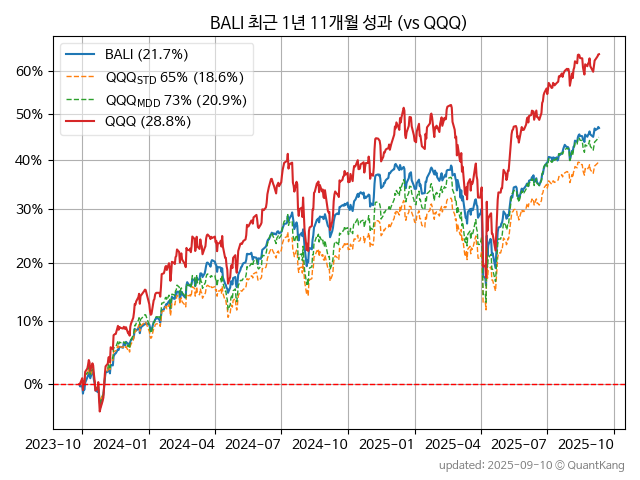 BALI 최근 1년 11개월 성과 (vs QQQ)
BALI (21.7%)
QQQSTD 65% (18.6%)
QQQMDD 73% (20.9%)
QQQ (28.8%)
60%
50%
40%
30%
20%
10%
0%
2023-10 2024-01 2024-04 2024-07 2024-10 2025-01 2025-04 2025-07 2025-10
updated: 2025-09-10 © QuantKang